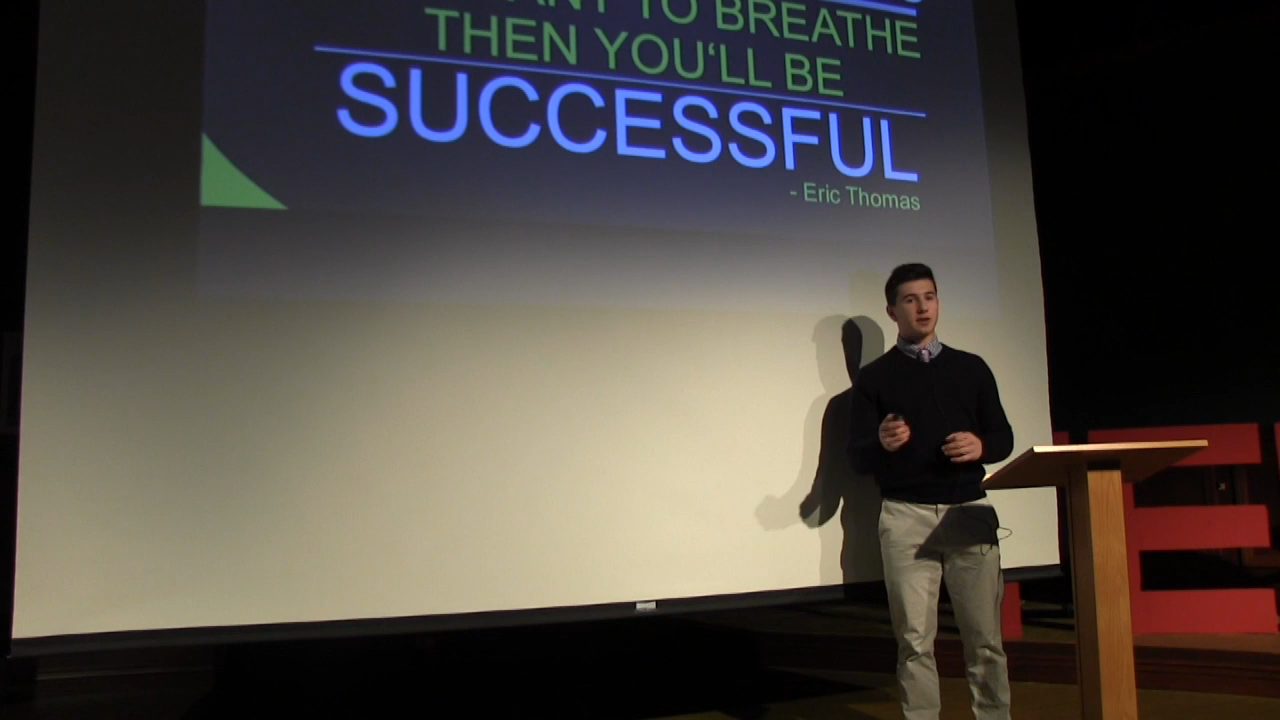 TO BREATHE
THEN YOU'LL BE
SUCCESSFUL
- Eric Thomas
E